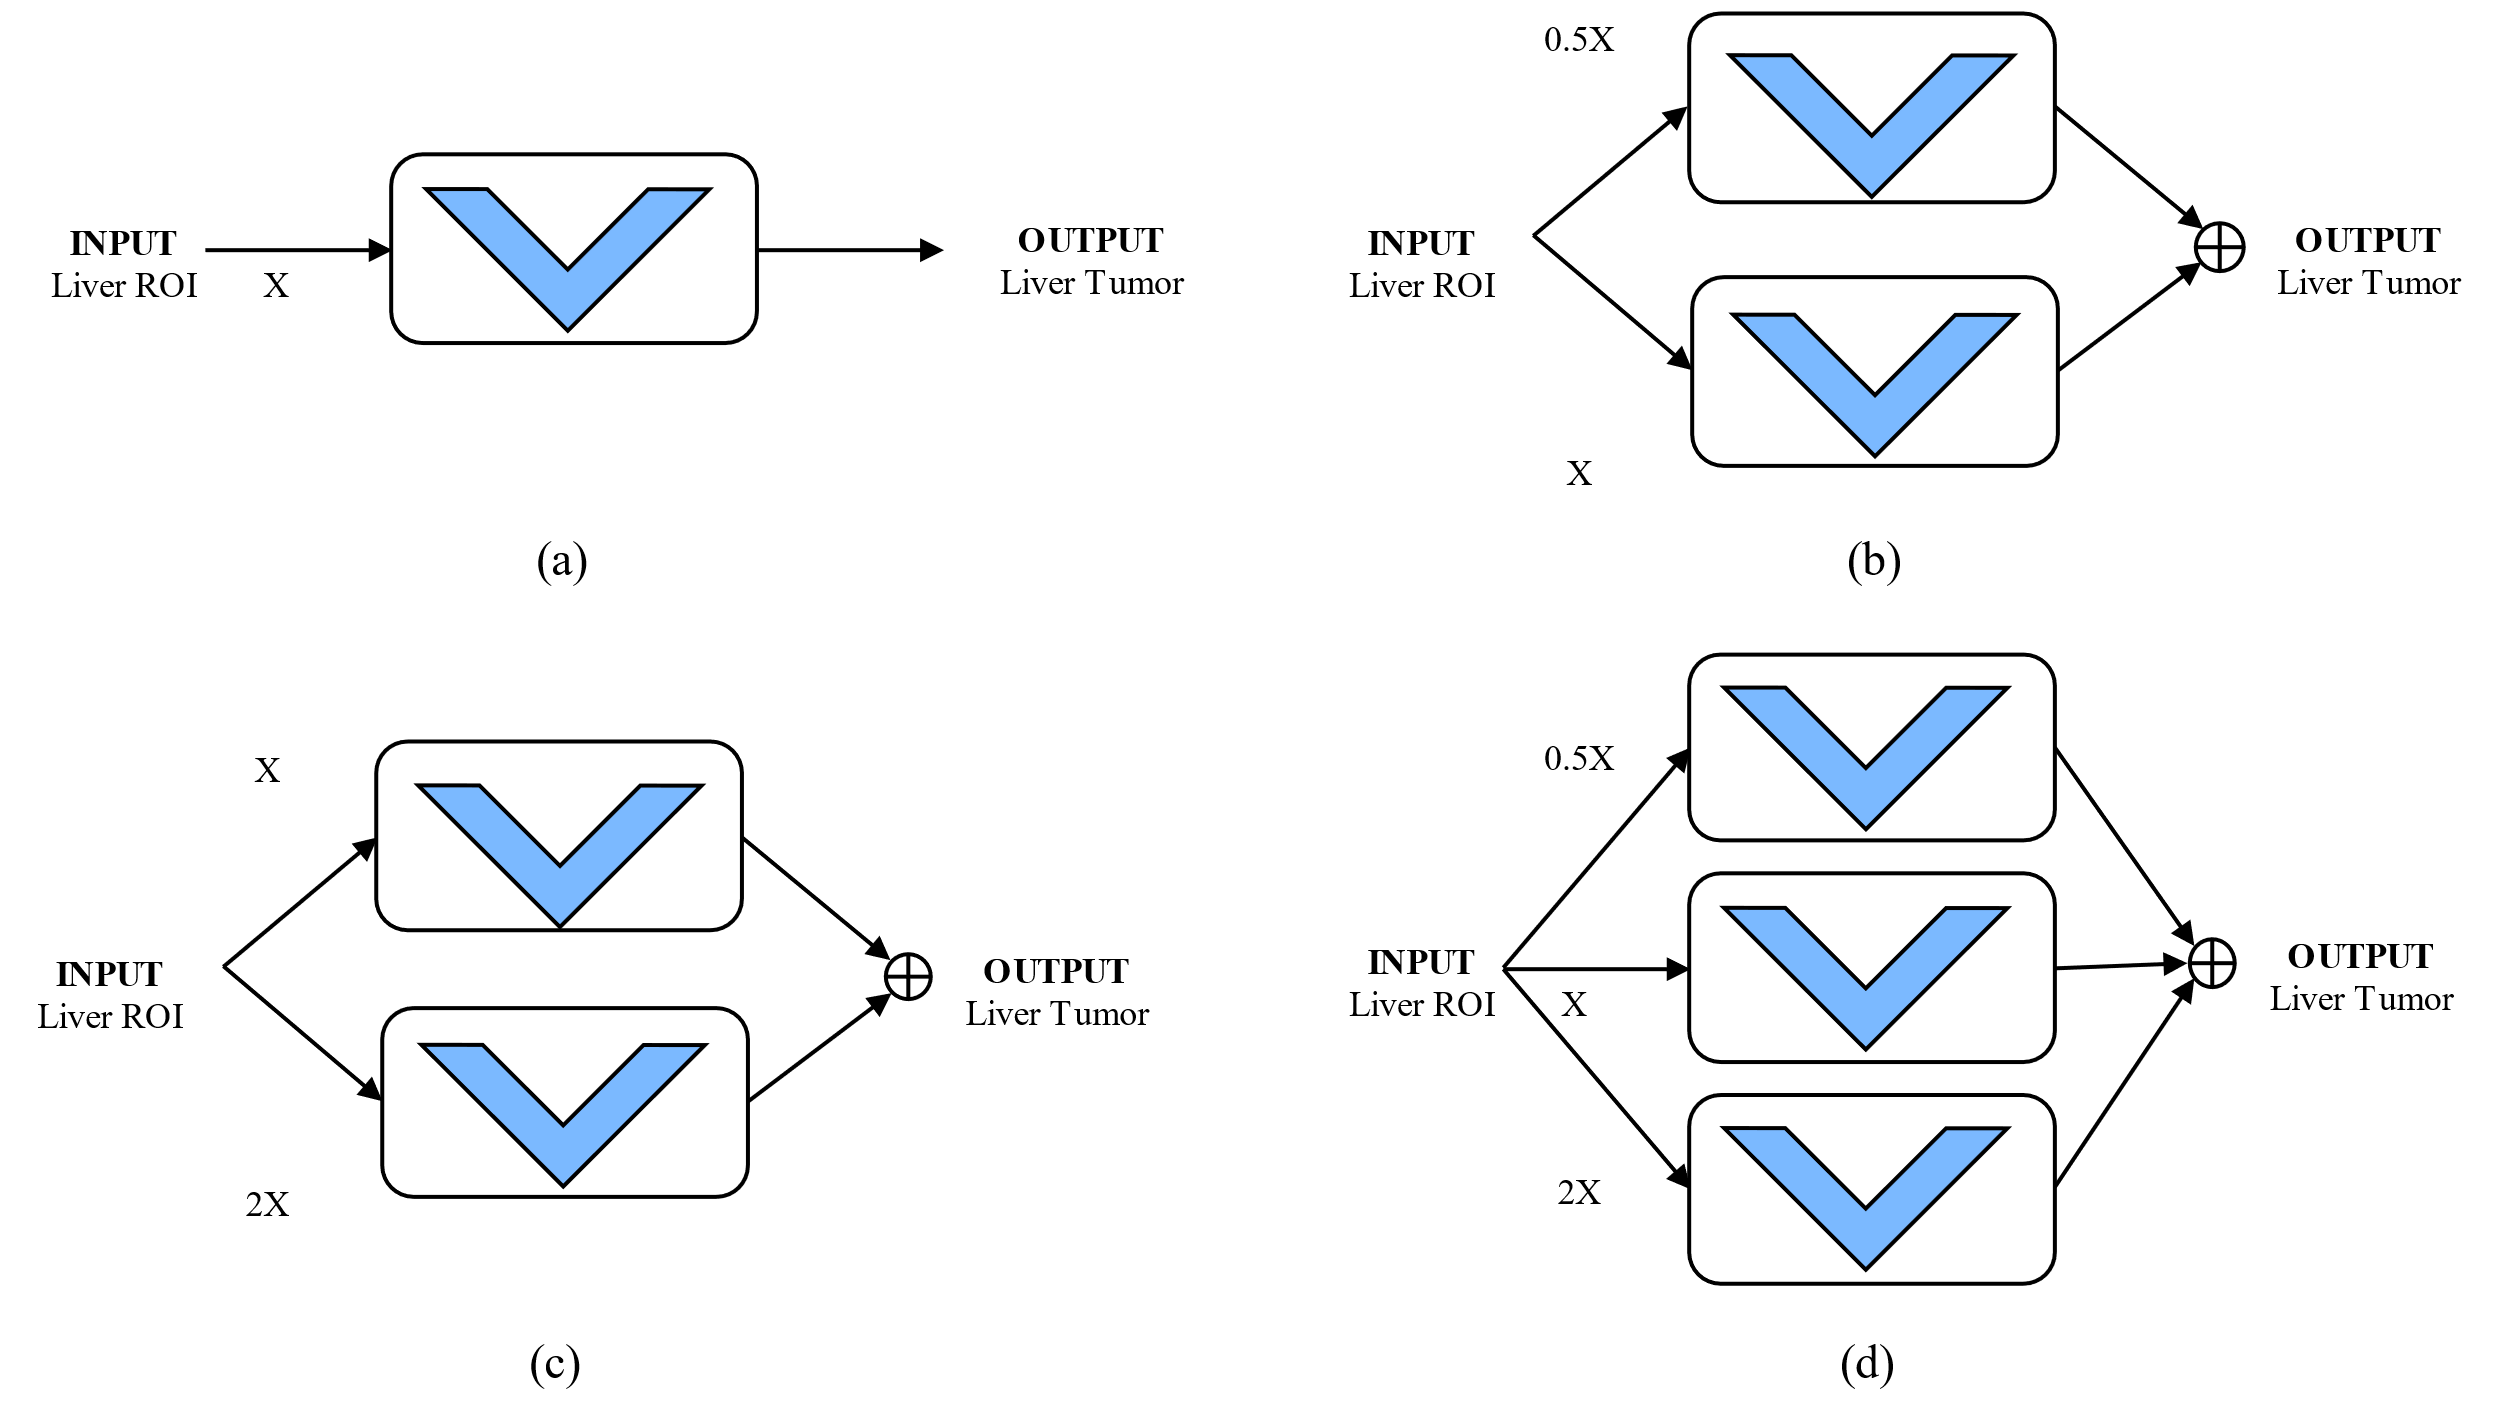 INPUT
Liver ROI
X
OUTPUT
Liver Tumor
(a)
0.5X
INPUT
Liver ROI
X
OUTPUT
Liver Tumor
(b)
X
INPUT
Liver ROI
2X
OUTPUT
Liver Tumor
(c)
0.5X
INPUT
Liver ROI
X
2X
OUTPUT
Liver Tumor
(d)